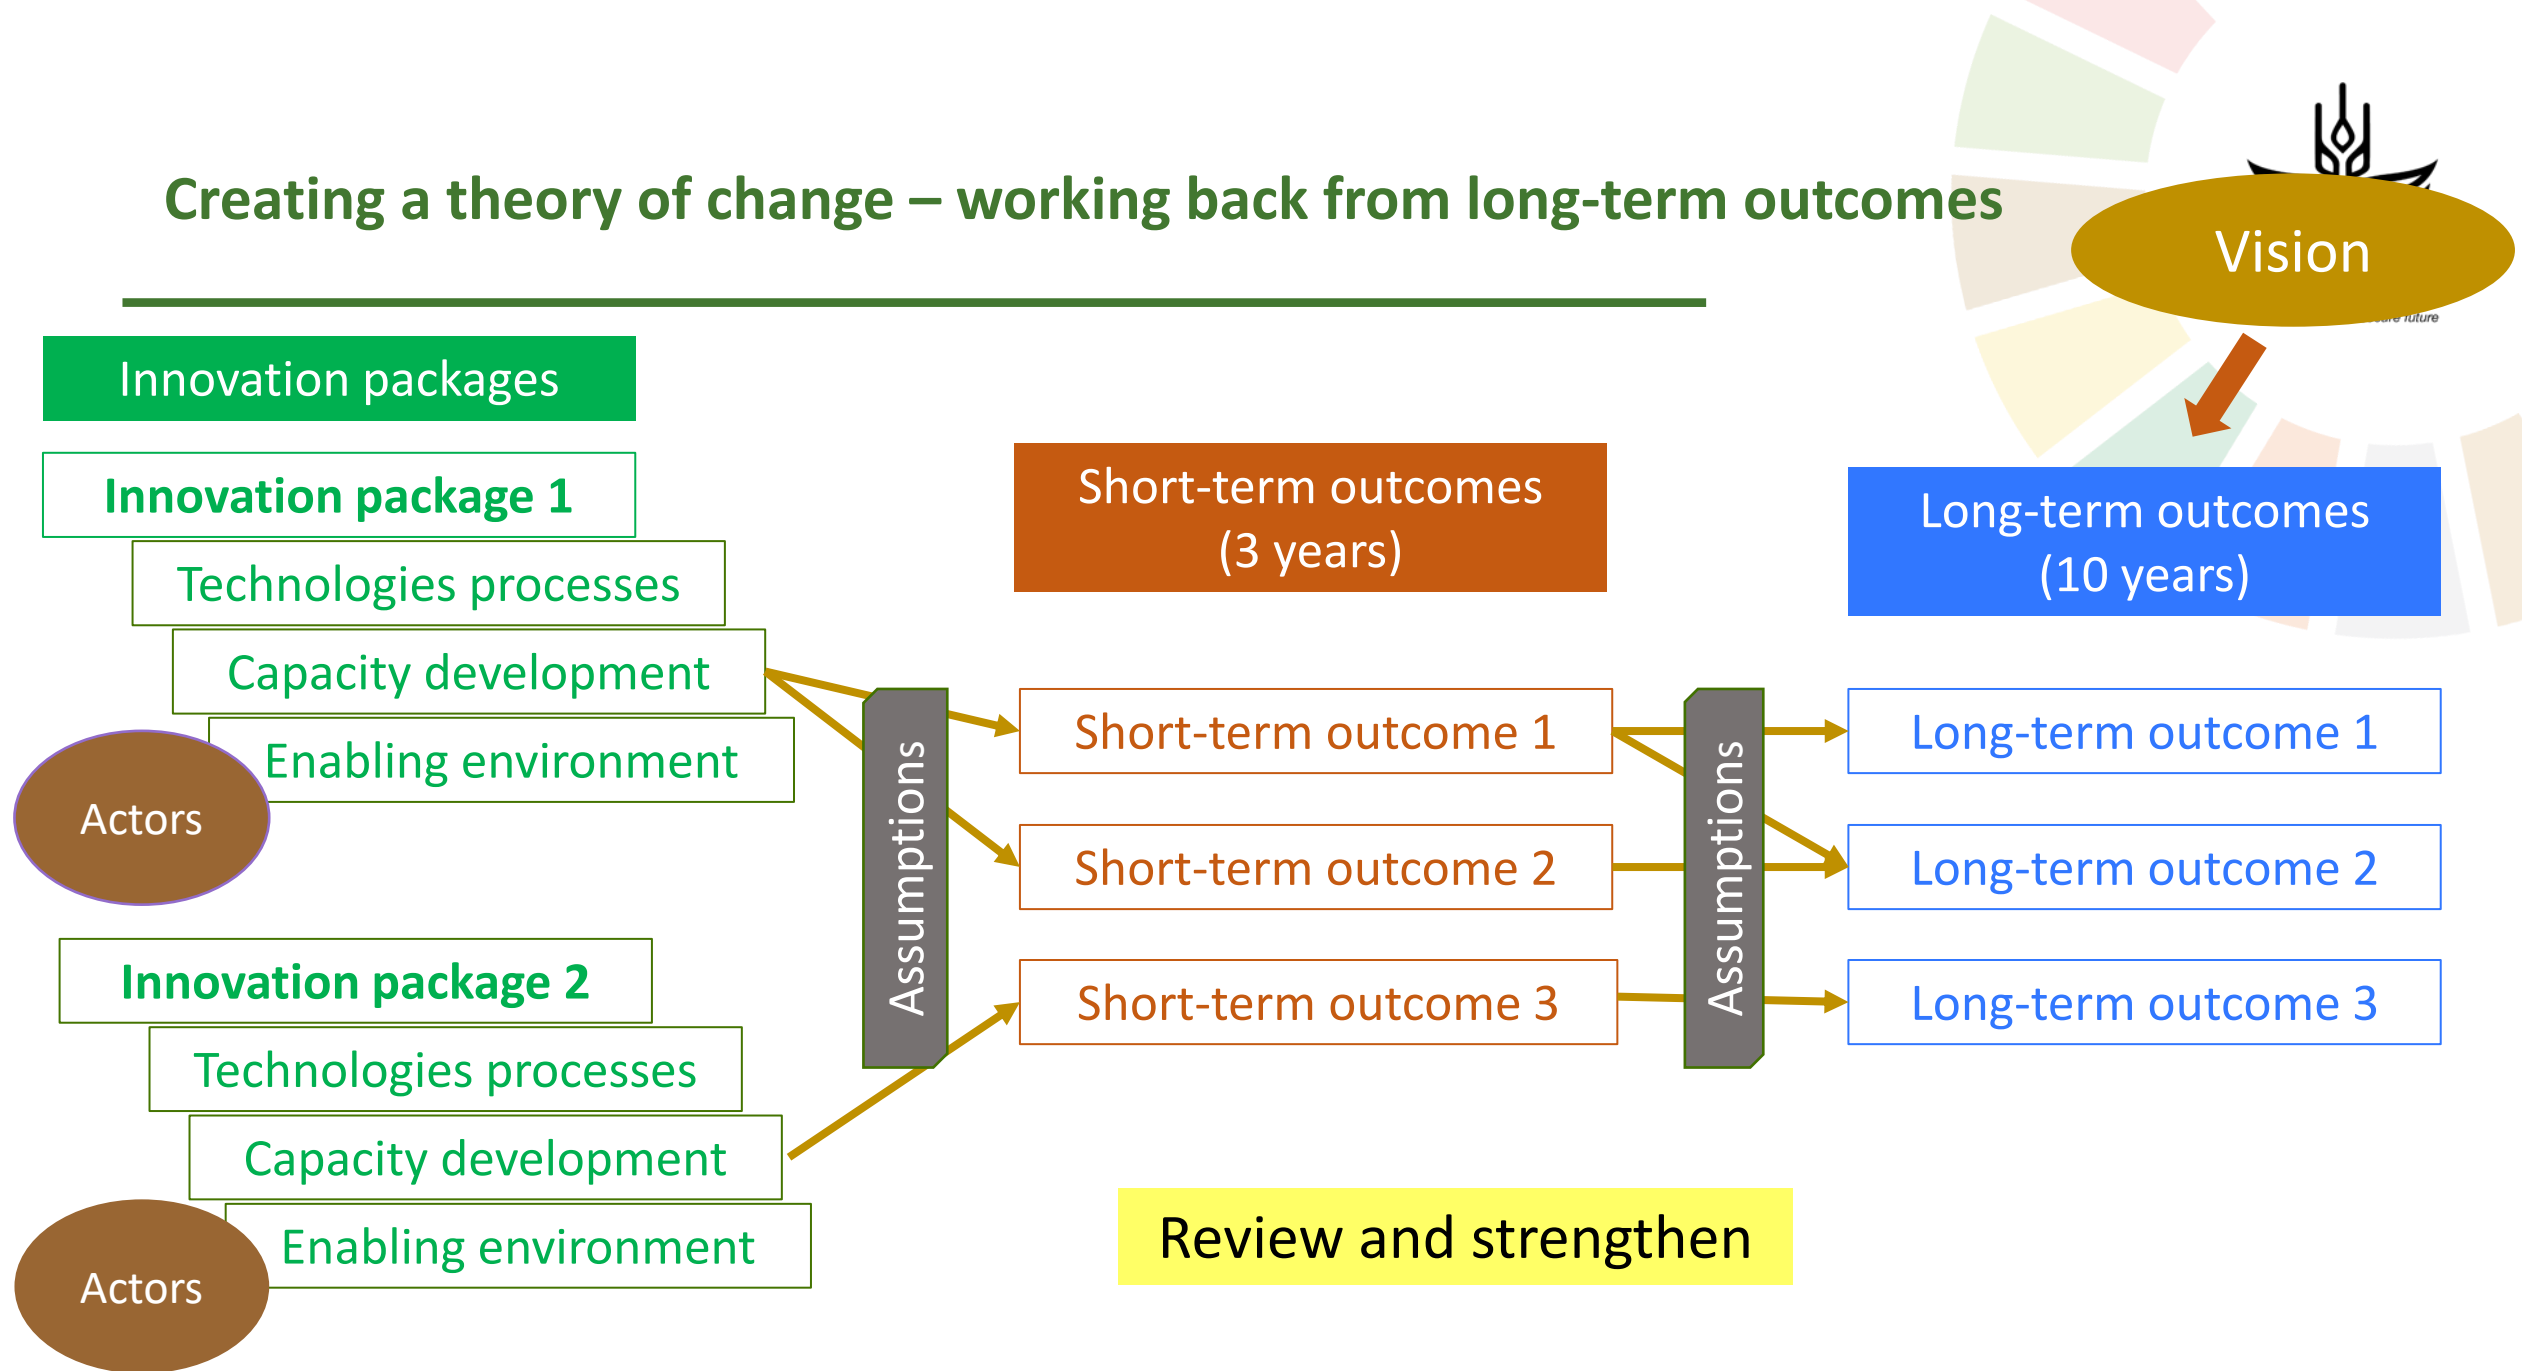 Creating a theory of change – working back from long-term outcomes
Vision
future
Innovation packages
Innovation package 1
Technologies processes
Capacity development
Enabling environment
Actors
Innovation package 2
Technologies processes
Capacity development
Enabling environment
Actors
Assumptions
Short-term outcomes
(3 years)
Short-term outcome 1
Short-term outcome 2
Short-term outcome 3
Assumptions
Long-term outcomes
(10 years)
Long-term outcome 1
Long-term outcome 2
Long-term outcome 3
Review and strengthen